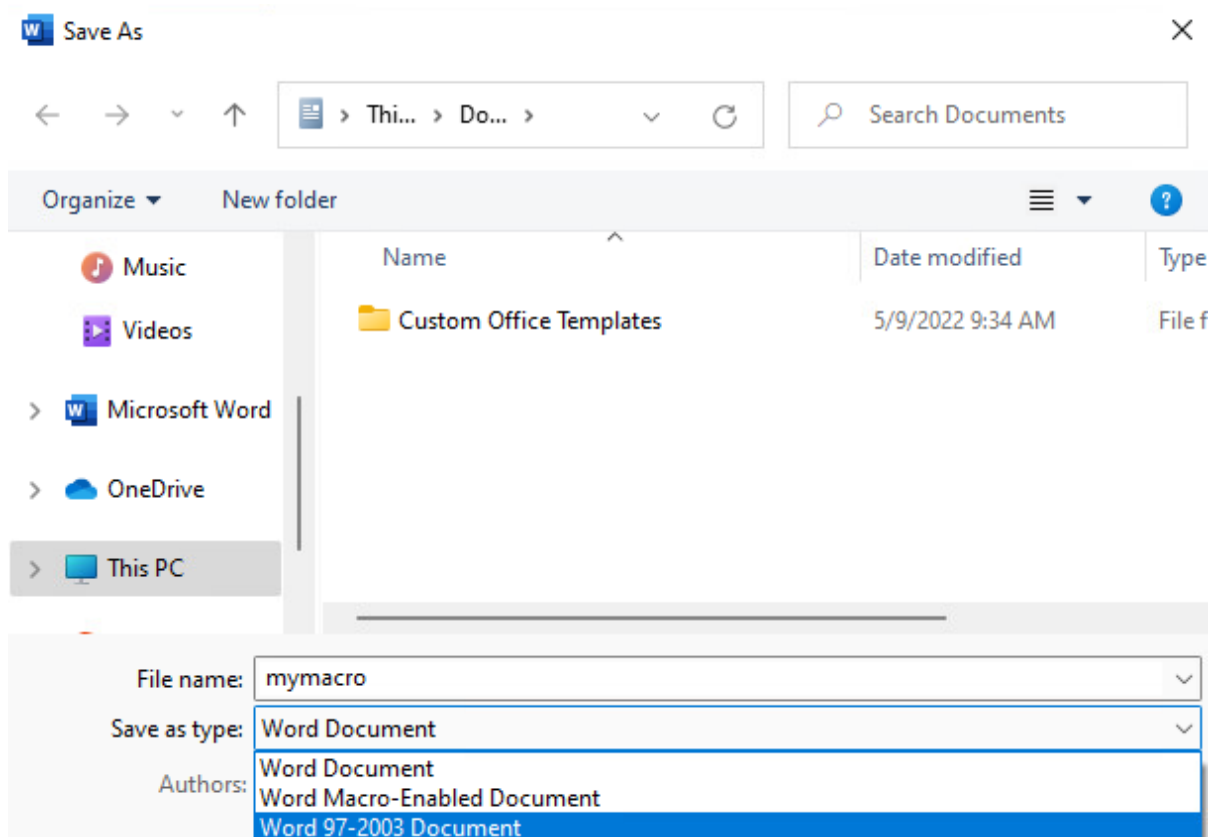 Save As
Thi... > Do... >
Search Documents
Organize
New folder
Name
Date modified
Type
Music
Videos
Custom Office Templates
5/9/2022 9:34 AM
File f
Microsoft Word
OneDrive
This PC
File name: mymacro
Save as type: Word Document
Authors:
Word Document
Word Macro-Enabled Document
Word 97-2003 Document